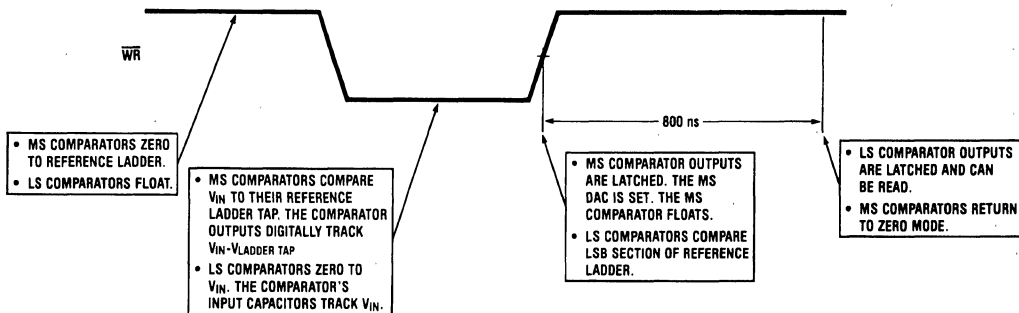 W̅R̅
800 ns
• MS COMPARATORS ZERO
TO REFERENCE LADDER.
• LS COMPARATORS FLOAT.
• MS COMPARATORS COMPARE
VIN TO THEIR REFERENCE
LADDER TAP. THE COMPARATOR
OUTPUTS DIGITALLY TRACK
VIN-VLADDER TAP
• LS COMPARATORS ZERO TO
VIN. THE COMPARATOR'S
INPUT CAPACITORS TRACK VIN.
• MS COMPARATOR OUTPUTS
ARE LATCHED. THE MS
DAC IS SET. THE MS
COMPARATOR FLOATS.
• LS COMPARATORS COMPARE
LSB SECTION OF REFERENCE
LADDER.
• LS COMPARATOR OUTPUTS
ARE LATCHED AND CAN
BE READ.
• MS COMPARATORS RETURN
TO ZERO MODE.